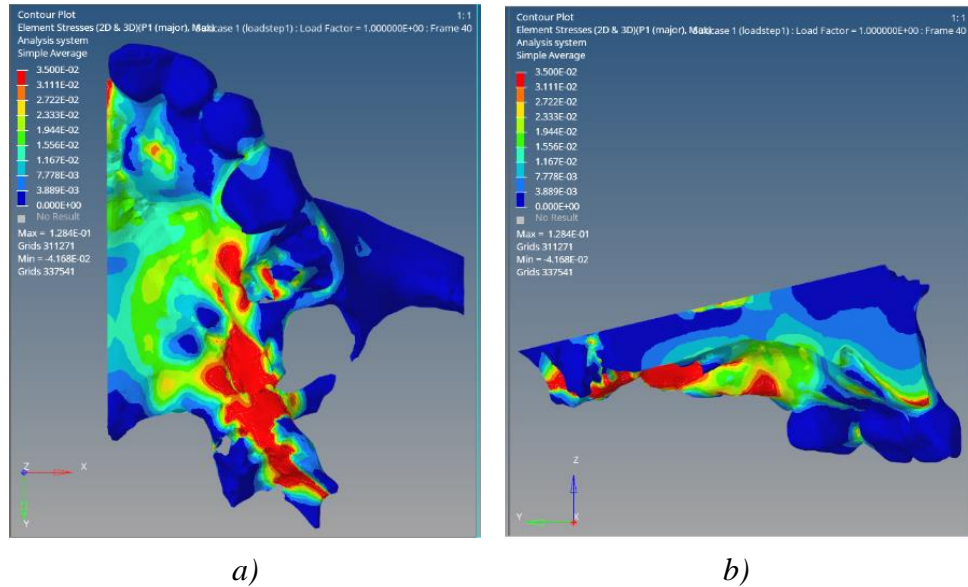 Contour Plot
1: 1
Element Stresses (2D & 3D)(P1 (major), Max)
Subcase 1 (loadstep1) : Load Factor = 1.000000E+00 : Frame 40
Analysis system
Simple Average
3.500E-02
3.111E-02
2.722E-02
2.333E-02
1.944E-02
1.556E-02
1.167E-02
7.778E-03
3.889E-03
0.000E+00
No Result
Max = 1.284E-01
Grids 311271
Min = -4.168E-02
Grids 337541
Z
X
Y
a)
Contour Plot
1: 1
Element Stresses (2D & 3D)(P1 (major), Max)
Subcase 1 (loadstep1) : Load Factor = 1.000000E+00 : Frame 40
Analysis system
Simple Average
3.500E-02
3.111E-02
2.722E-02
2.333E-02
1.944E-02
1.556E-02
1.167E-02
7.778E-03
3.889E-03
0.000E+00
No Result
Max = 1.284E-01
Grids 311271
Min = -4.168E-02
Grids 337541
Z
Y
X
b)